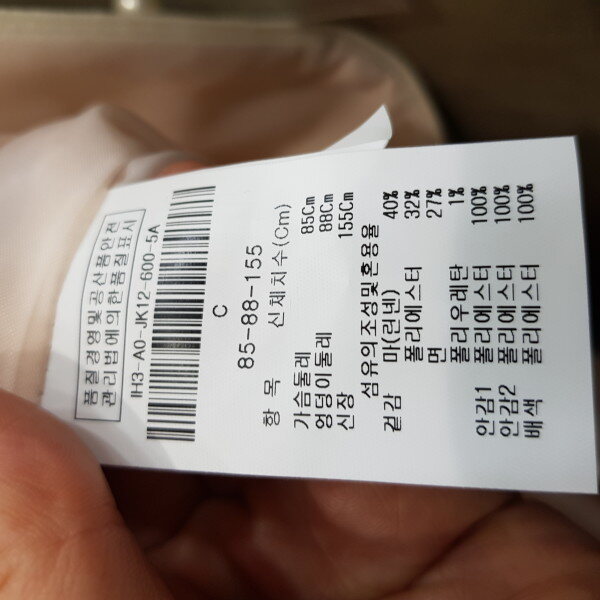 품질경영및공산품안전
관리법에의한품질표시
IH3-A0-JK12-600-5A
C
85-88-155
항 목 신체치수(Cm)
가슴둘레 85Cm
엉덩이둘레 88Cm
신장 155Cm
섬유의조성및혼용율
겉감 마(린넨) 40%
폴리에스터 32%
면 27%
폴리우레탄 1%
안감1 폴리에스터 100%
안감2 폴리에스터 100%
배색 폴리에스터 100%